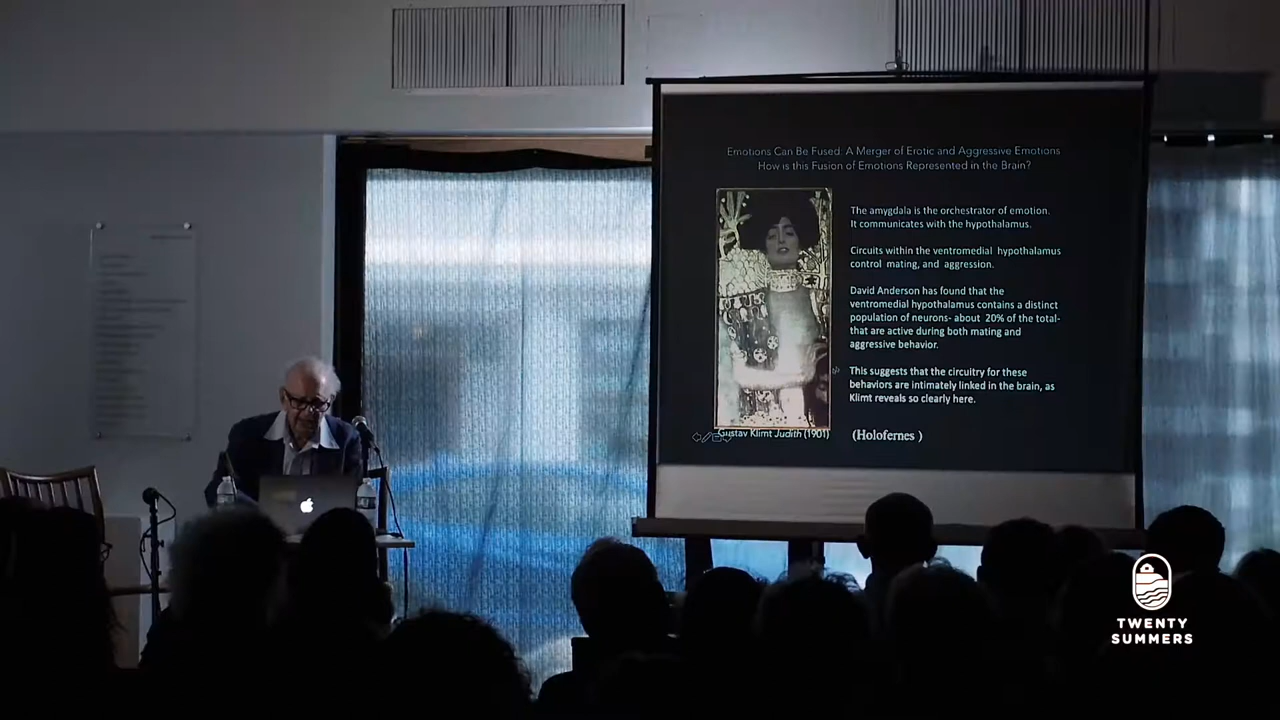 Emotions Can Be Fused: A Merger of Erotic and Aggressive Emotions
How is this Fusion of Emotions Represented in the Brain?
The amygdala is the orchestrator of emotion.
It communicates with the hypothalamus.
Circuits within the ventromedial hypothalamus
control mating, and aggression.
David Anderson has found that the
ventromedial hypothalamus contains a distinct
population of neurons- about 20% of the total-
that are active during both mating and
aggressive behavior.
This suggests that the circuitry for these
behaviors are intimately linked in the brain, as
Klimt reveals so clearly here.
Gustav Klimt Judith (1901)
(Holofernes )
TWENTY
SUMMERS